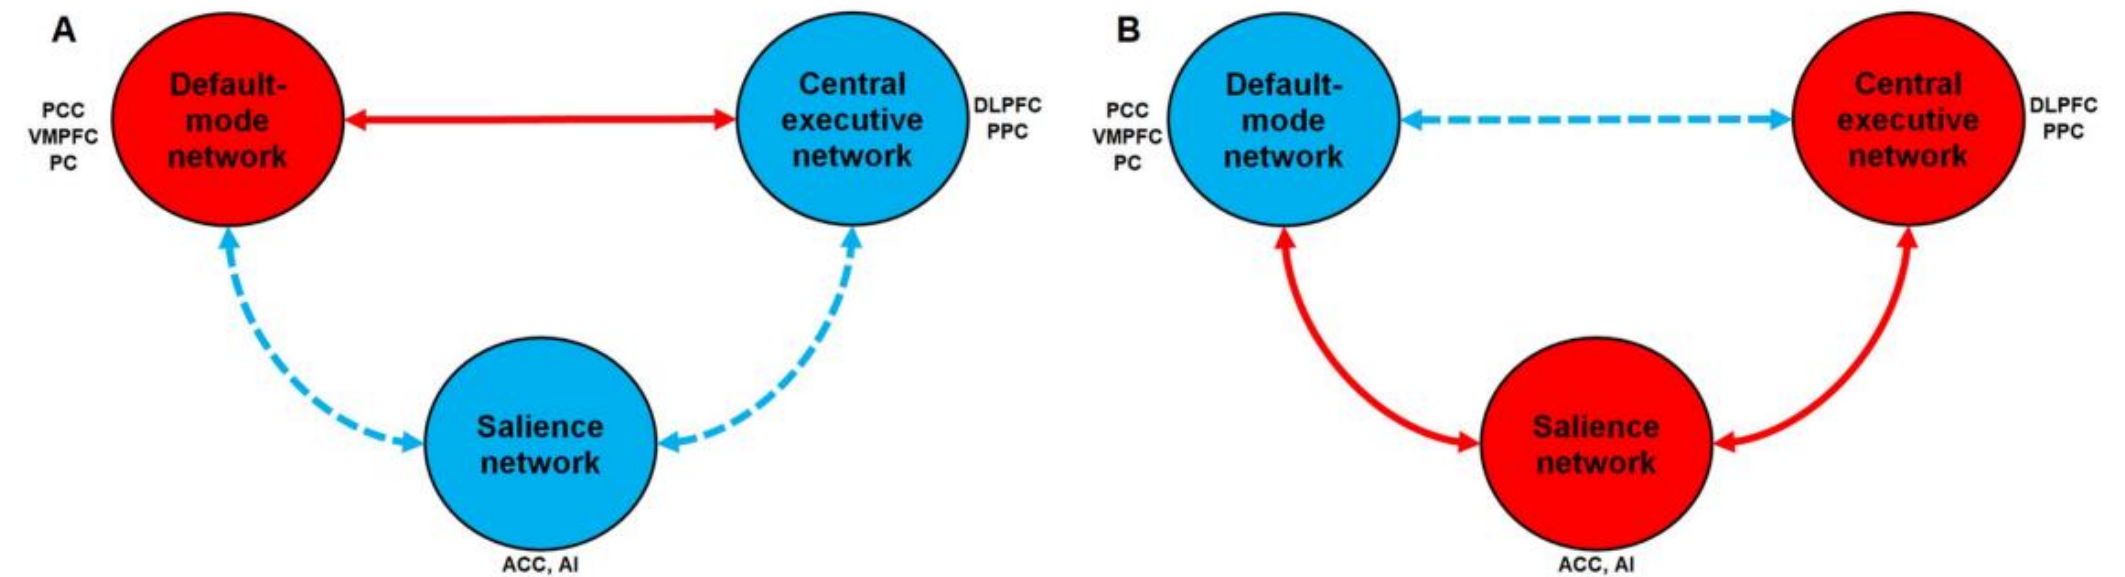 A
Default-
mode
network
PCC
VMPFC
PC
Central
executive
network
DLPFC
PPC
Salience
network
ACC, AI
B
Default-
mode
network
PCC
VMPFC
PC
Central
executive
network
DLPFC
PPC
Salience
network
ACC, AI